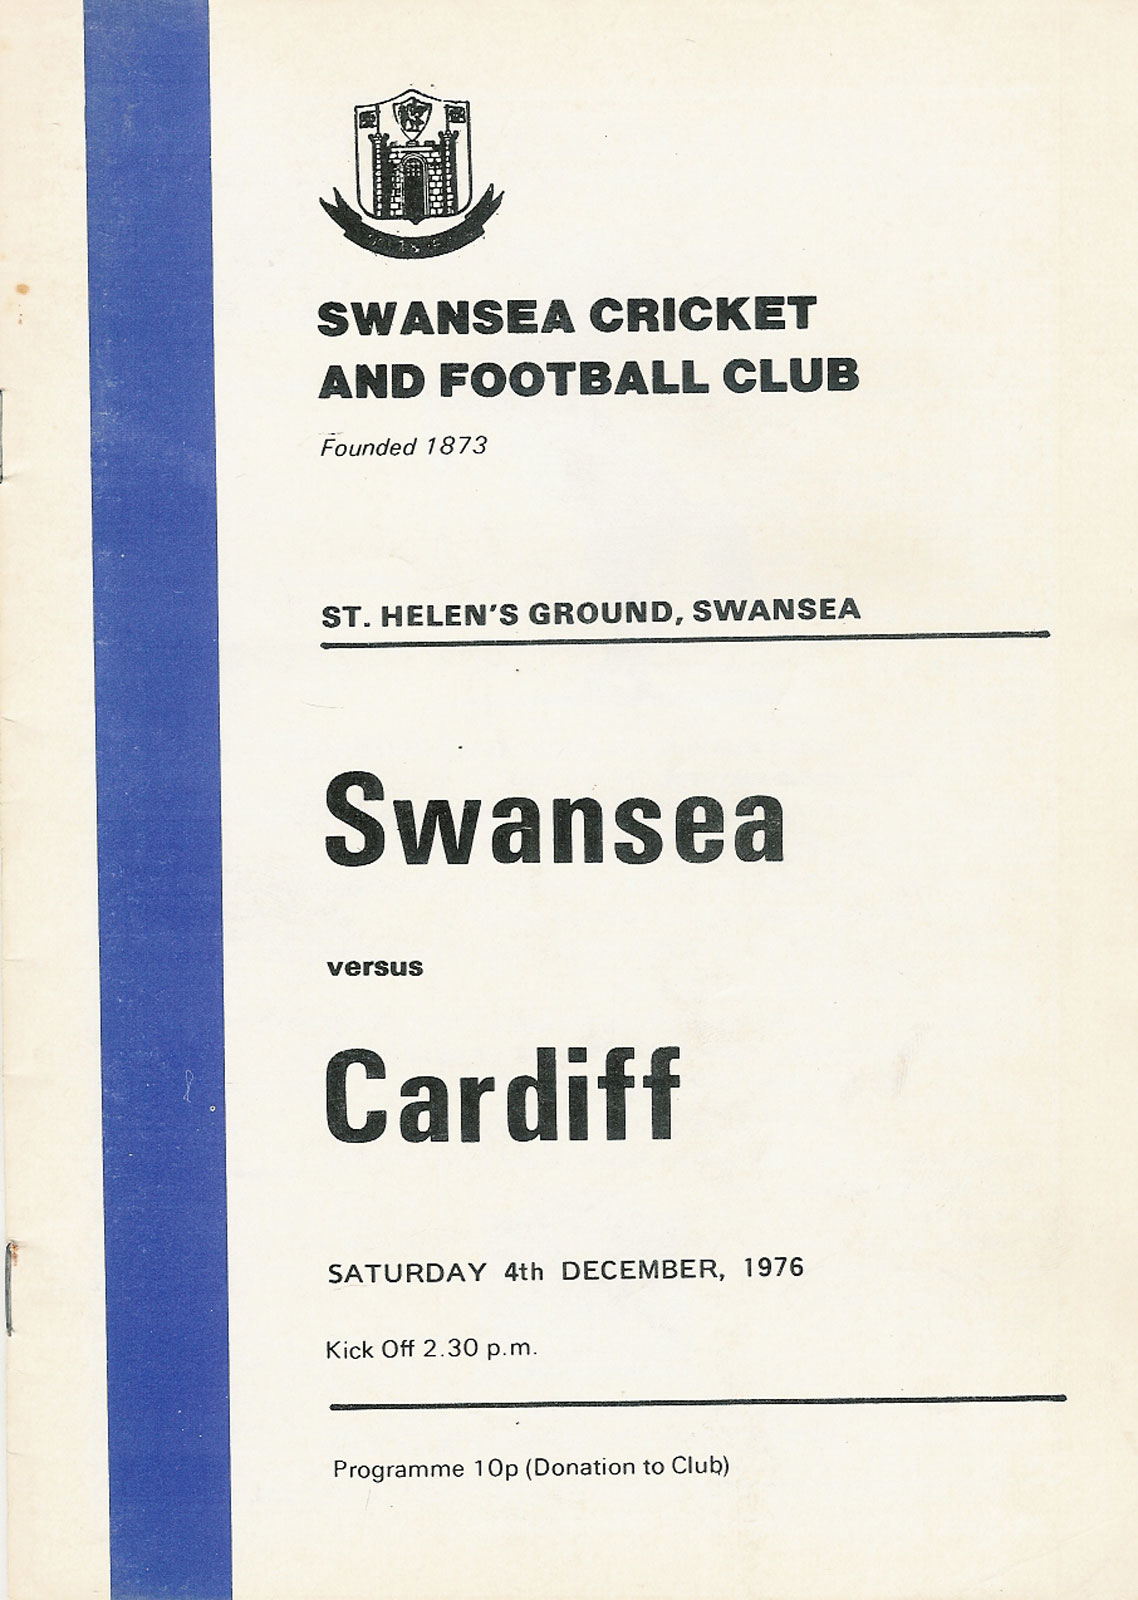 SWANSEA CRICKET
AND FOOTBALL CLUB
Founded 1873
ST. HELEN'S GROUND, SWANSEA
Swansea
versus
Cardiff
SATURDAY 4th DECEMBER, 1976
Kick Off 2.30 p.m.
Programme 10p (Donation to Club)